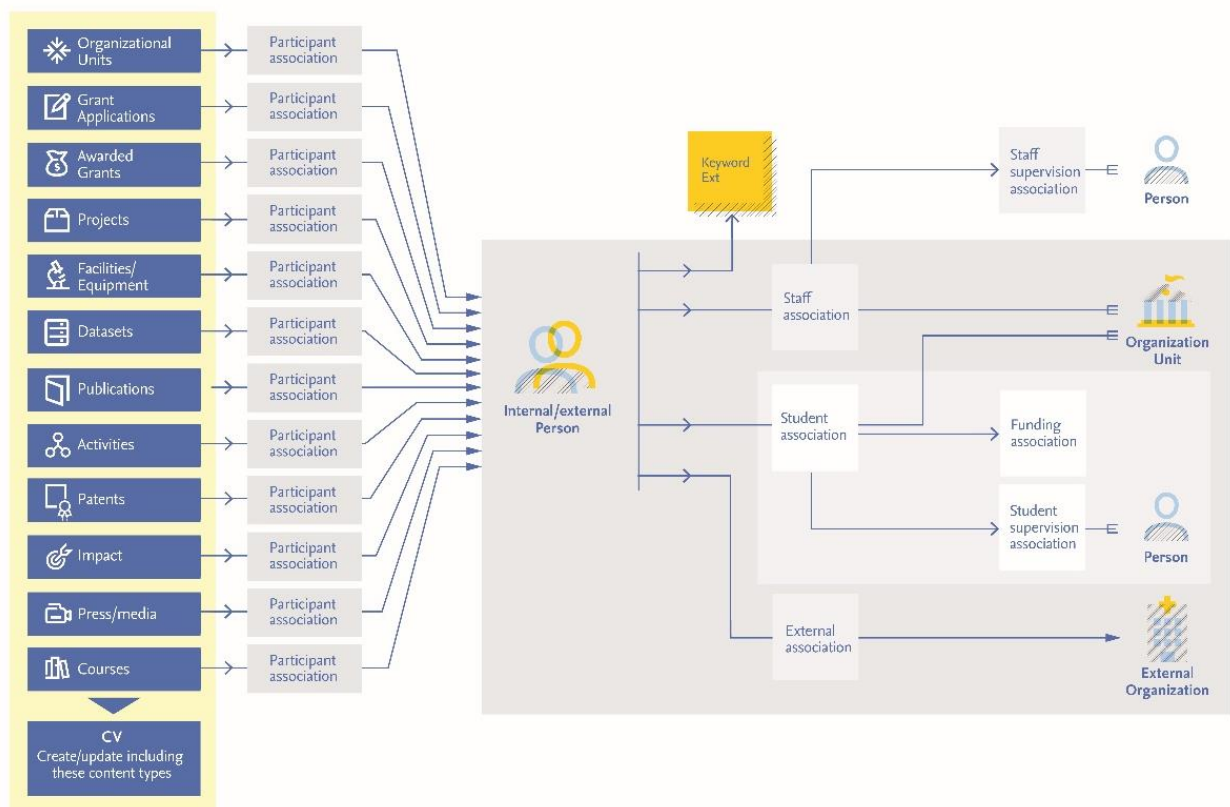 Organizational
Units
Participant
association
Grant
Applications
Participant
association
Awarded
Grants
Participant
association
Projects
Participant
association
Facilities/
Equipment
Participant
association
Datasets
Participant
association
Publications
Participant
association
Activities
Participant
association
Patents
Participant
association
Impact
Participant
association
Press/media
Participant
association
Courses
Participant
association
CV
Create/update including
these content types
Internal/external
Person
Keyword
Ext
Staff
supervision
association
Person
Staff
association
Organization
Unit
Student
association
Funding
association
Student
supervision
association
Person
External
association
External
Organization